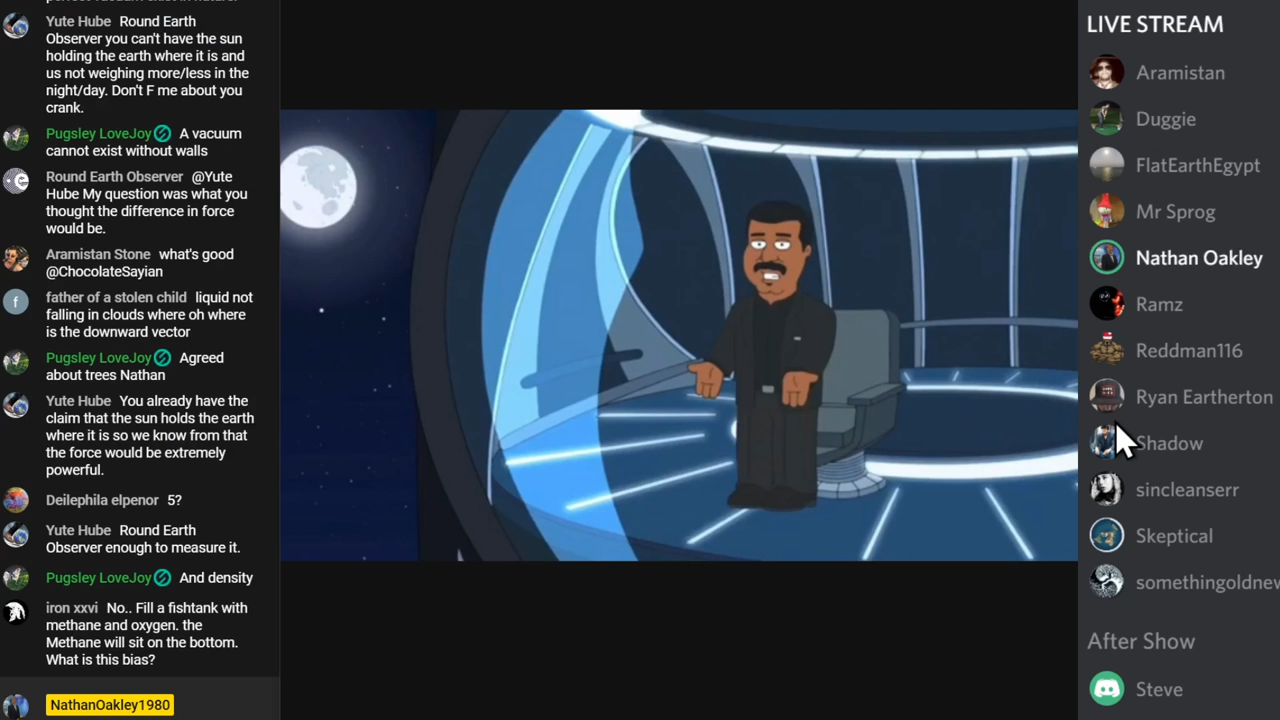 Yute Hube Round Earth
Observer you can't have the sun
holding the earth where it is and
us not weighing more/less in the
night/day. Don't F me about you
crank.
Pugsley LoveJoy A vacuum
cannot exist without walls
Round Earth Observer @Yute
Hube My question was what you
thought the difference in force
would be.
Aramistan Stone what's good
@ChocolateSayian
father of a stolen child liquid not
falling in clouds where oh where
is the downward vector
Pugsley LoveJoy Agreed
about trees Nathan
Yute Hube You already have the
claim that the sun holds the earth
where it is so we know from that
the force would be extremely
powerful.
Deilephila elpenor 5?
Yute Hube Round Earth
Observer enough to measure it.
Pugsley LoveJoy And density
iron xxvi No.. Fill a fishtank with
methane and oxygen. the
Methane will sit on the bottom.
What is this bias?
NathanOakley1980
LIVE STREAM
Aramistan
Duggie
FlatEarthEgypt
Mr Sprog
Nathan Oakley
Ramz
Reddman116
Ryan Eartherton
Shadow
sincleanserr
Skeptical
somethingoldnew
After Show
Steve